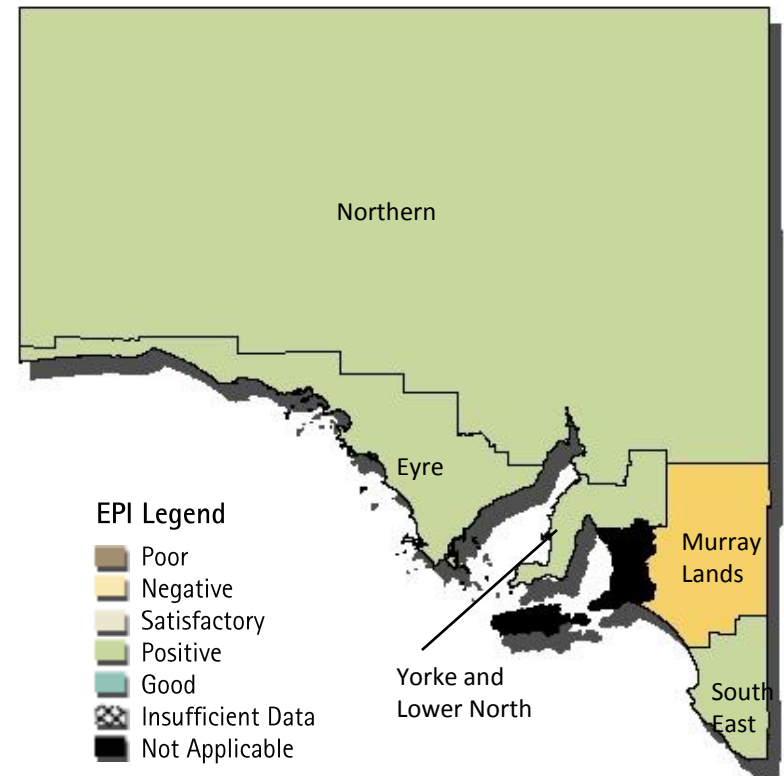 Northern
Eyre
EPI Legend
Poor
Negative
Satisfactory
Positive
Good
Insufficient Data
Not Applicable
Murray
Lands
Yorke and
Lower North
South
East